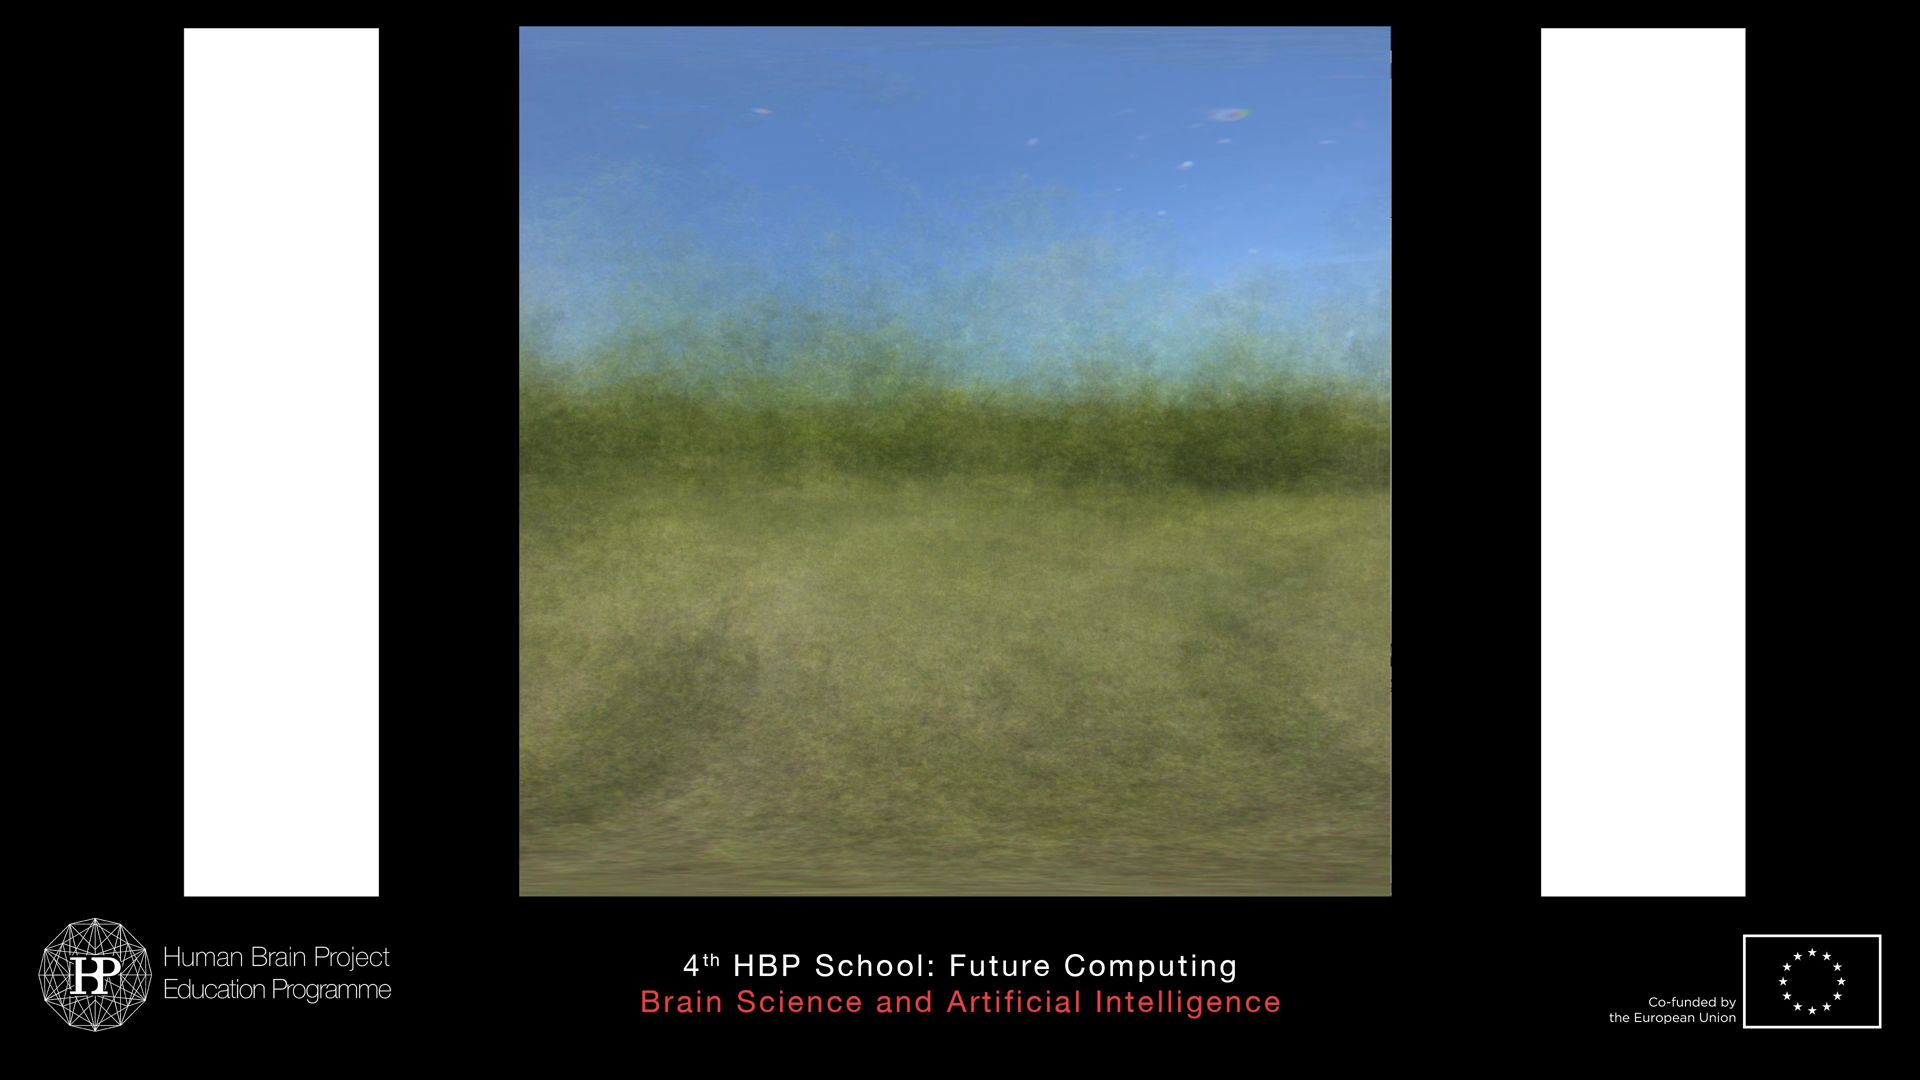 Human Brain Project
Education Programme
HBP
4th HBP School: Future Computing
Brain Science and Artificial Intelligence
Co-funded by
the European Union